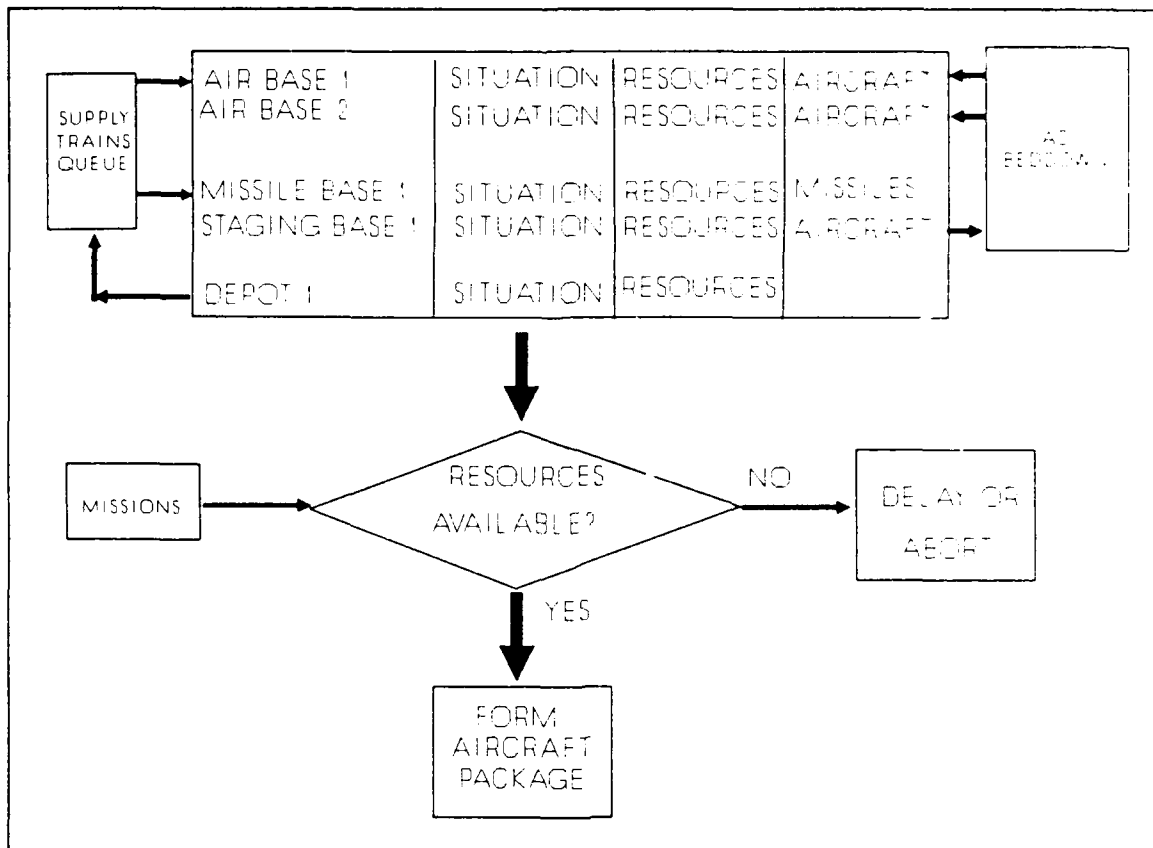 SUPPLY
TRAINS
QUEUE
AIR BASE 1 SITUATION RESOURCES AIRCRAFT
AIR BASE 2 SITUATION RESOURCES AIRCRAFT
MISSILE BASE 1 SITUATION RESOURCES MISSILES
STAGING BASE 1 SITUATION RESOURCES AIRCRAFT
DEPOT 1 SITUATION RESOURCES
BEDDOWN
MISSIONS
RESOURCES
AVAILABLE?
NO
DELAY OR
ABORT
YES
FORM
AIRCRAFT
PACKAGE